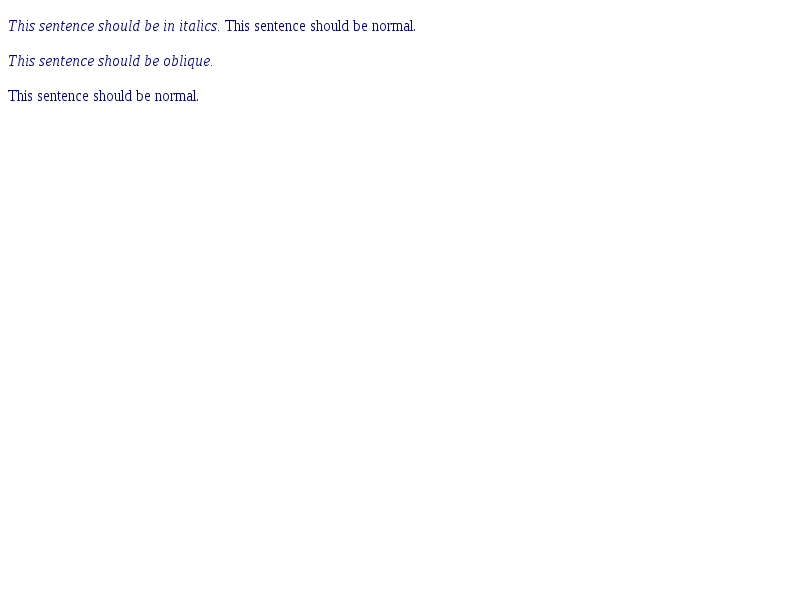 This sentence should be in italics. This sentence should be normal.
This sentence should be oblique.
This sentence should be normal.